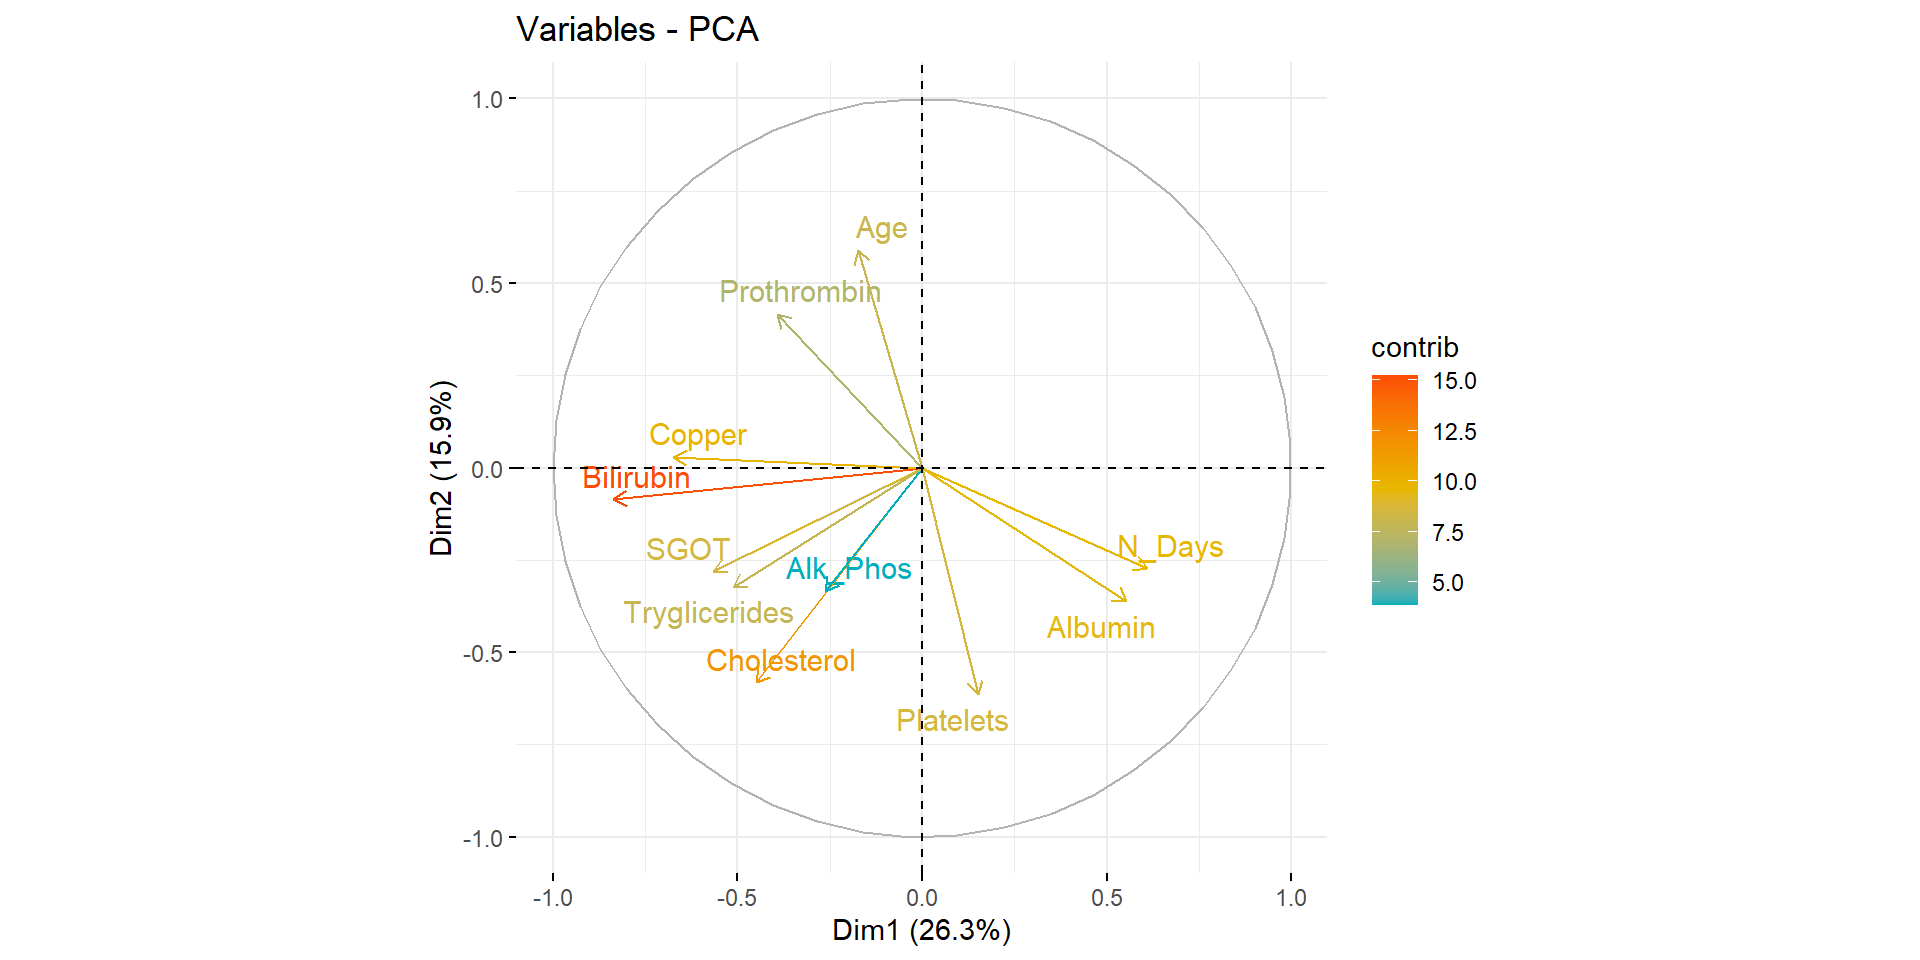 Variables - PCA
1.0
0.5
0.0
-0.5
-1.0
Dim2 (15.9%)
Age
Prothrombin
Copper
Bilirubin
SGOT
Alk_Phos
N_Days
Tryglicerides
Albumin
Cholesterol
Platelets
-1.0 -0.5 0.0 0.5 1.0
Dim1 (26.3%)
contrib
15.0
12.5
10.0
7.5
5.0